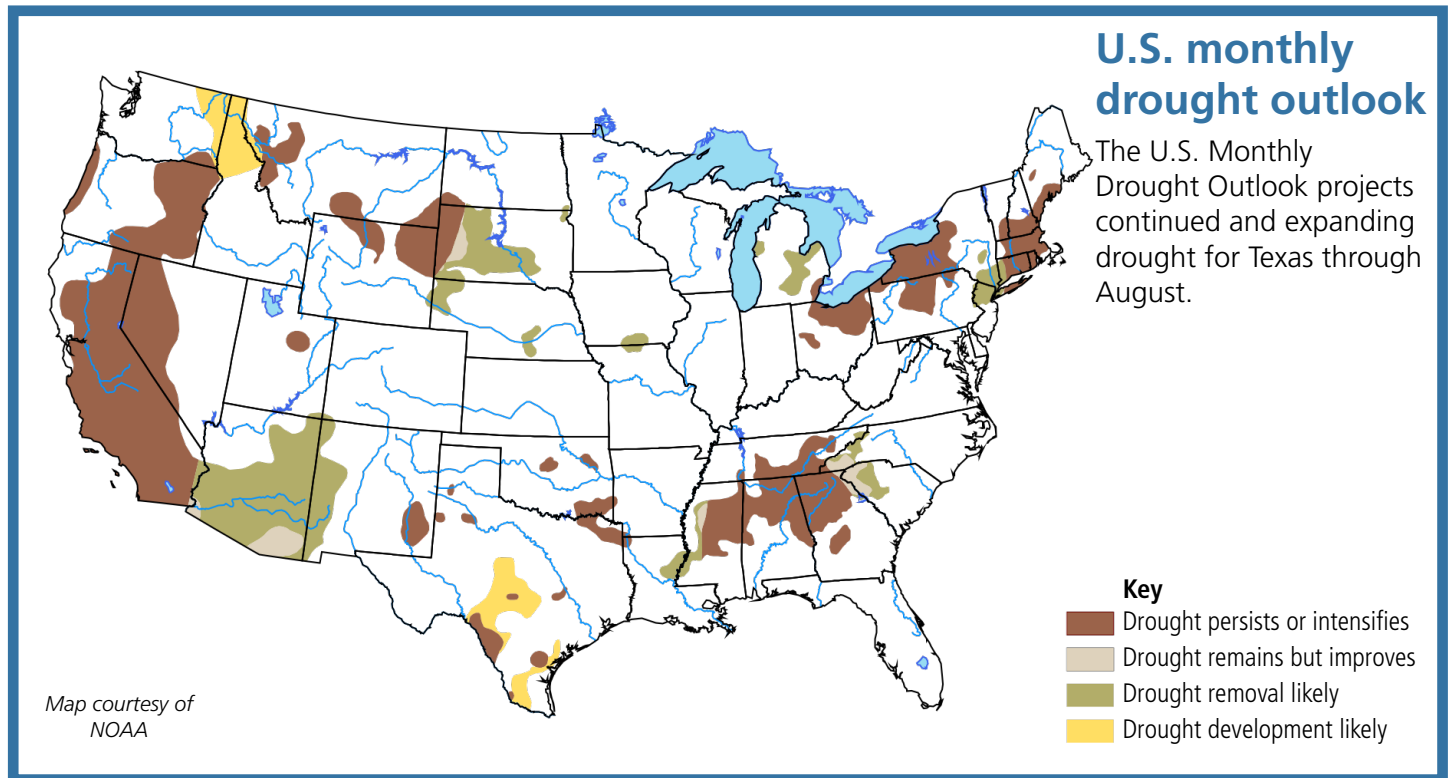 U.S. monthly
drought outlook
The U.S. Monthly
Drought Outlook projects
continued and expanding
drought for Texas through
August.
Key
Drought persists or intensifies
Drought remains but improves
Drought removal likely
Drought development likely
Map courtesy of
NOAA